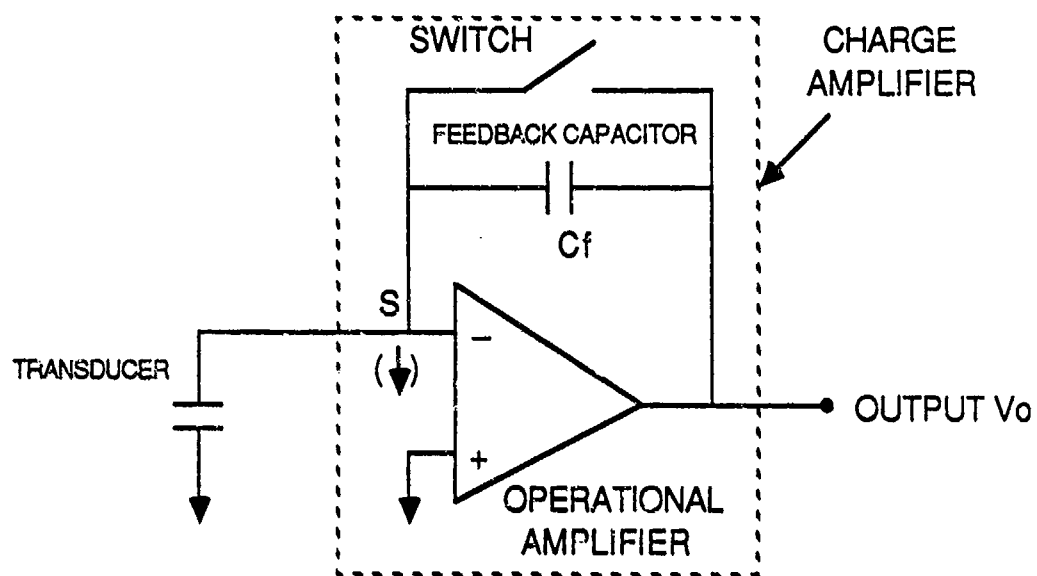 SWITCH
CHARGE
AMPLIFIER
FEEDBACK CAPACITOR
Cf
S
−
( )
TRANSDUCER
+
OUTPUT Vo
OPERATIONAL
AMPLIFIER